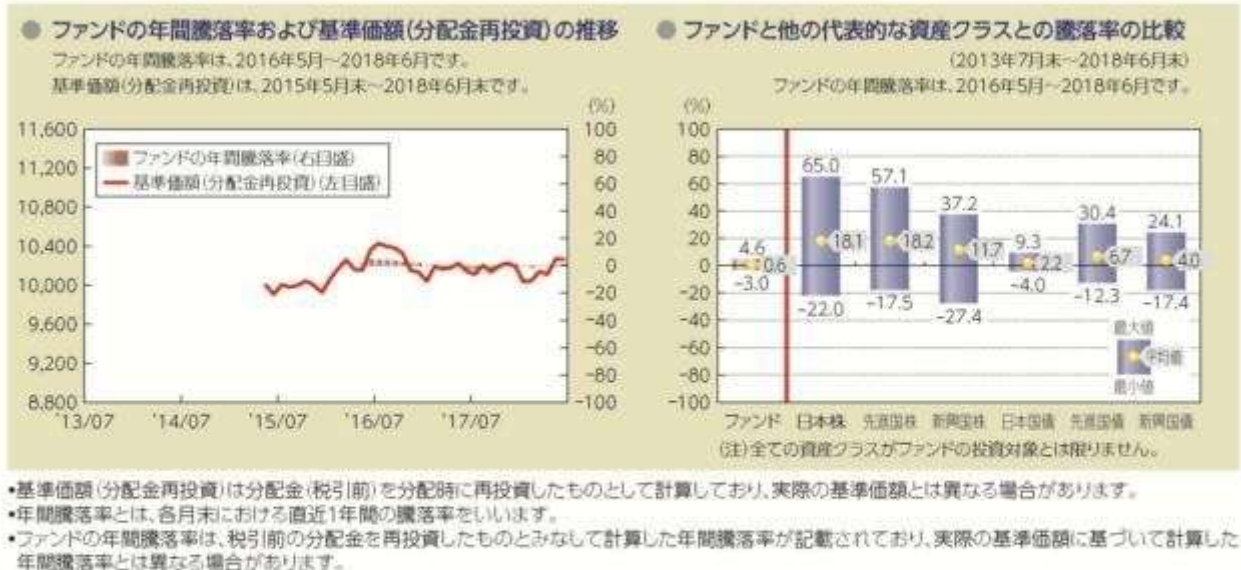 ● ファンドの年間騰落率および基準価額(分配金再投資)の推移
ファンドの年間騰落率は、2016年5月～2018年6月です。
基準価額(分配金再投資)は、2015年5月末～2018年6月末です。
(%)
11,600
11,200
10,800
10,400
10,000
9,600
9,200
8,800
ファンドの年間騰落率(右目盛)
基準価額(分配金再投資)(左目盛)
100
80
60
40
20
0
-20
-40
-60
-80
-100
'13/07 '14/07 '15/07 '16/07 '17/07
● ファンドと他の代表的な資産クラスとの騰落率の比較
(2013年7月末～2018年6月末)
ファンドの年間騰落率は、2016年5月～2018年6月です。
(%)
100
80
60
40
20
0
-20
-40
-60
-80
-100
4.6 65.0 57.1 37.2 9.3 30.4 24.1
0.6 18.1 18.2 11.7 2.2 6.7 4.0
-3.0 -22.0 -17.5 -27.4 -4.0 -12.3 -17.4
最大値
平均値
最小値
ファンド 日本株 先進国株 新興国株 日本国債 先進国債 新興国債
(注)全ての資産クラスがファンドの投資対象とは限りません。
•基準価額(分配金再投資)は分配金(税引前)を分配時に再投資したものとして計算しており、実際の基準価額とは異なる場合があります。
•年間騰落率とは、各月末における直近1年間の騰落率をいいます。
•ファンドの年間騰落率は、税引前の分配金を再投資したものとみなして計算した年間騰落率が記載されており、実際の基準価額に基づいて計算した
年間騰落率とは異なる場合があります。